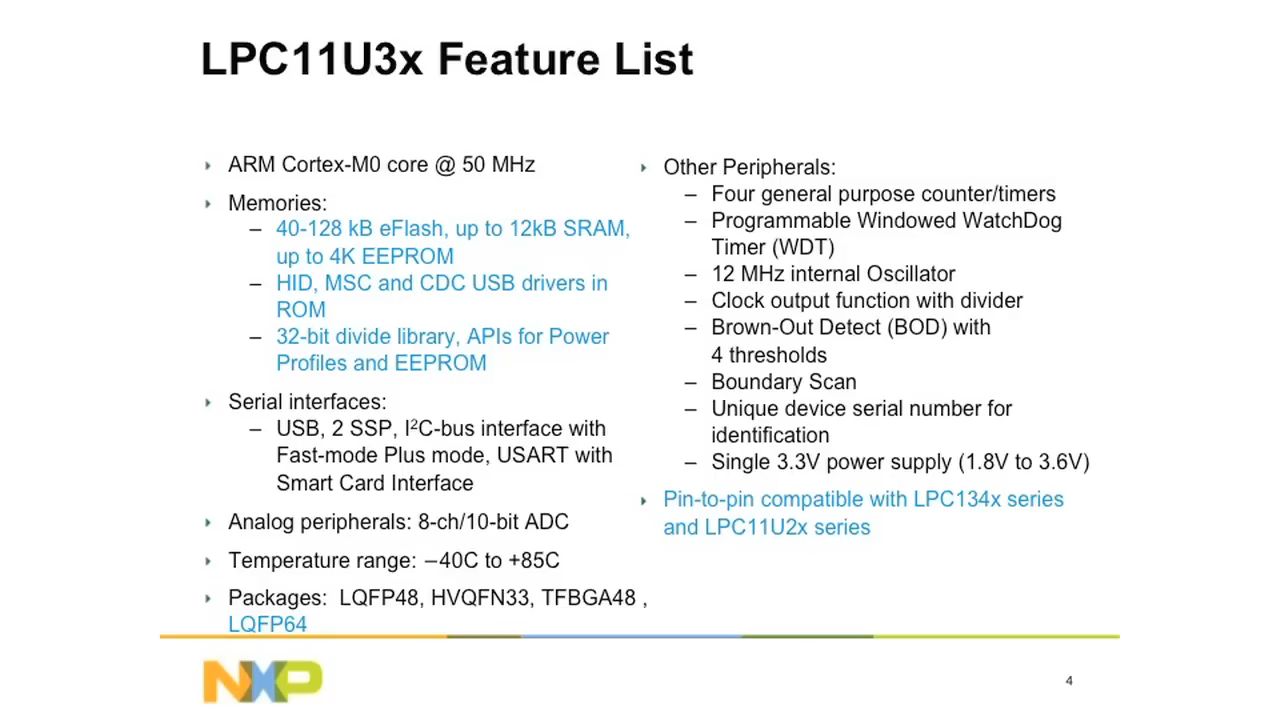 LPC11U3x Feature List
ARM Cortex-M0 core @ 50 MHz
Memories:
– 40-128 kB eFlash, up to 12kB SRAM,
up to 4K EEPROM
– HID, MSC and CDC USB drivers in
ROM
– 32-bit divide library, APIs for Power
Profiles and EEPROM
Serial interfaces:
– USB, 2 SSP, I²C-bus interface with
Fast-mode Plus mode, USART with
Smart Card Interface
Analog peripherals: 8-ch/10-bit ADC
Temperature range: –40C to +85C
Packages: LQFP48, HVQFN33, TFBGA48 ,
LQFP64
Other Peripherals:
– Four general purpose counter/timers
– Programmable Windowed WatchDog
Timer (WDT)
– 12 MHz internal Oscillator
– Clock output function with divider
– Brown-Out Detect (BOD) with
4 thresholds
– Boundary Scan
– Unique device serial number for
identification
– Single 3.3V power supply (1.8V to 3.6V)
Pin-to-pin compatible with LPC134x series
and LPC11U2x series
NXP
4